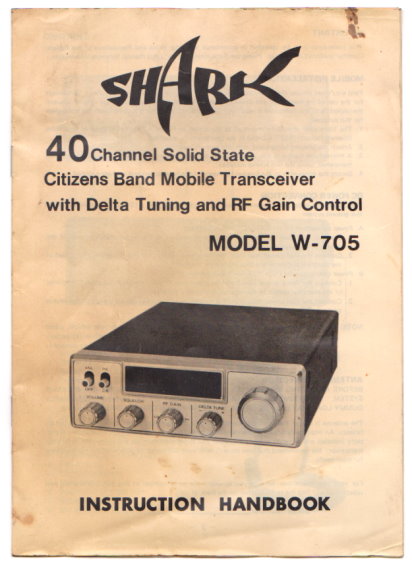 SHARK
40 Channel Solid State
Citizens Band Mobile Transceiver
with Delta Tuning and RF Gain Control
MODEL W-705
VOLUME SQUELCH RF GAIN DELTA TUNE
INSTRUCTION HANDBOOK